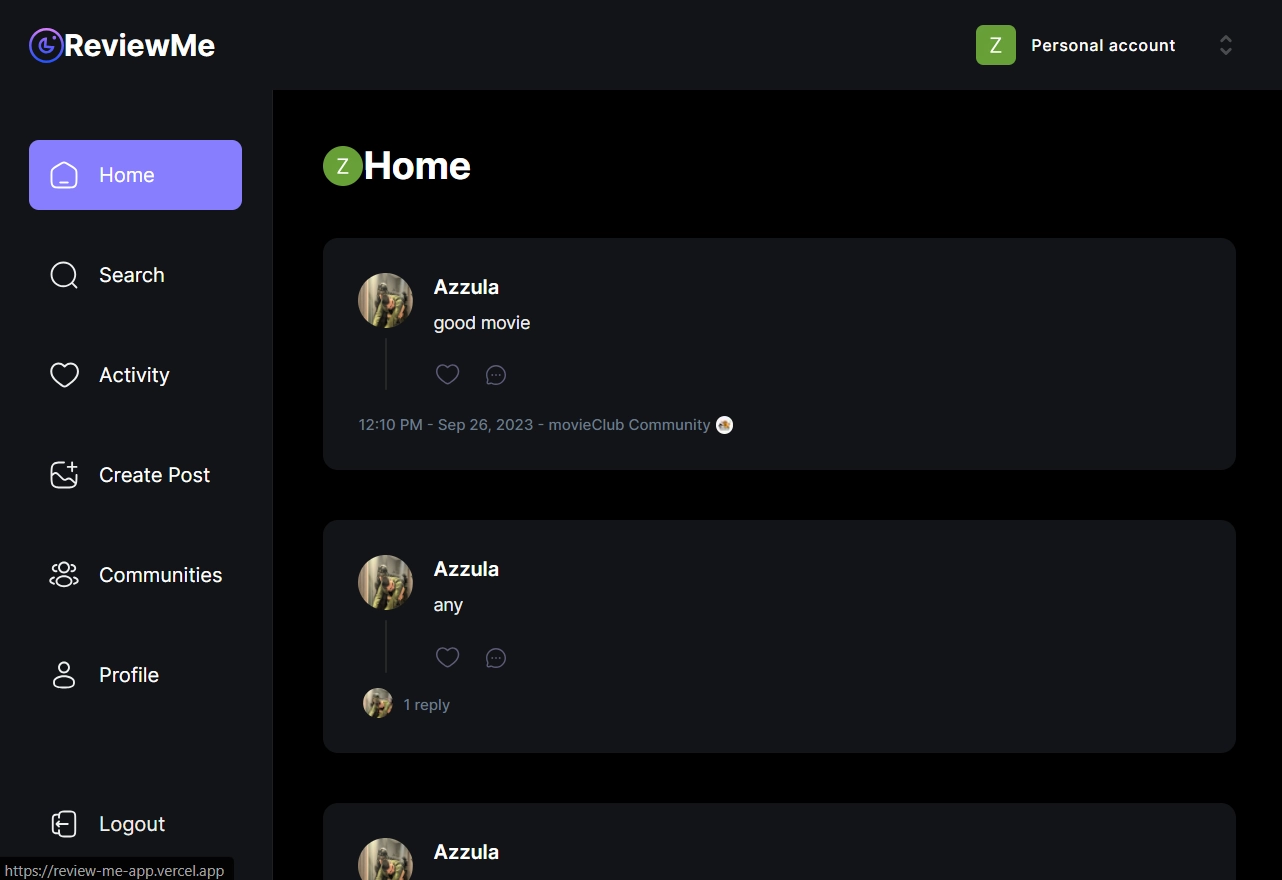 ReviewMe
Z Personal account
Home
Search
Activity
Create Post
Communities
Profile
Logout
https://review-me-app.vercel.app
Z Home
Azzula
good movie
12:10 PM - Sep 26, 2023 - movieClub Community
Azzula
any
1 reply
Azzula